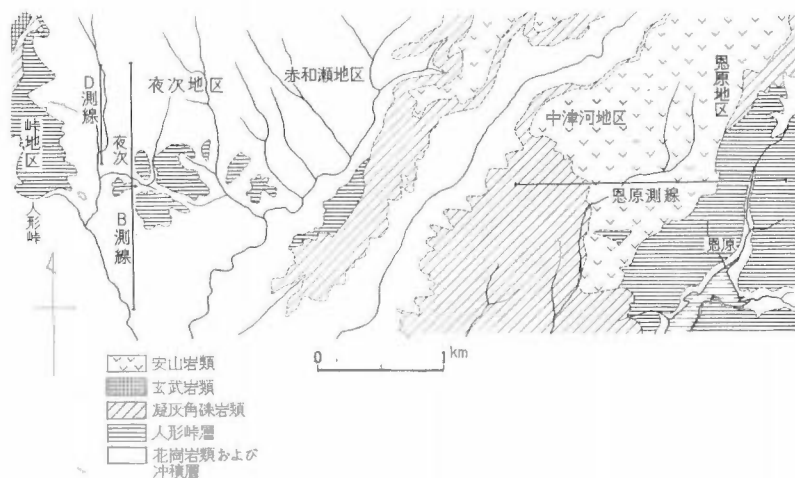 D測線
夜次地区
赤和瀬地区
恩原地区
中津河地区
峠地区
夜次
人形峠
B測線
恩原測線
恩原
0 1 km
安山岩類
玄武岩類
凝灰角礫岩類
人形峠層
花崗岩類および
冲積層